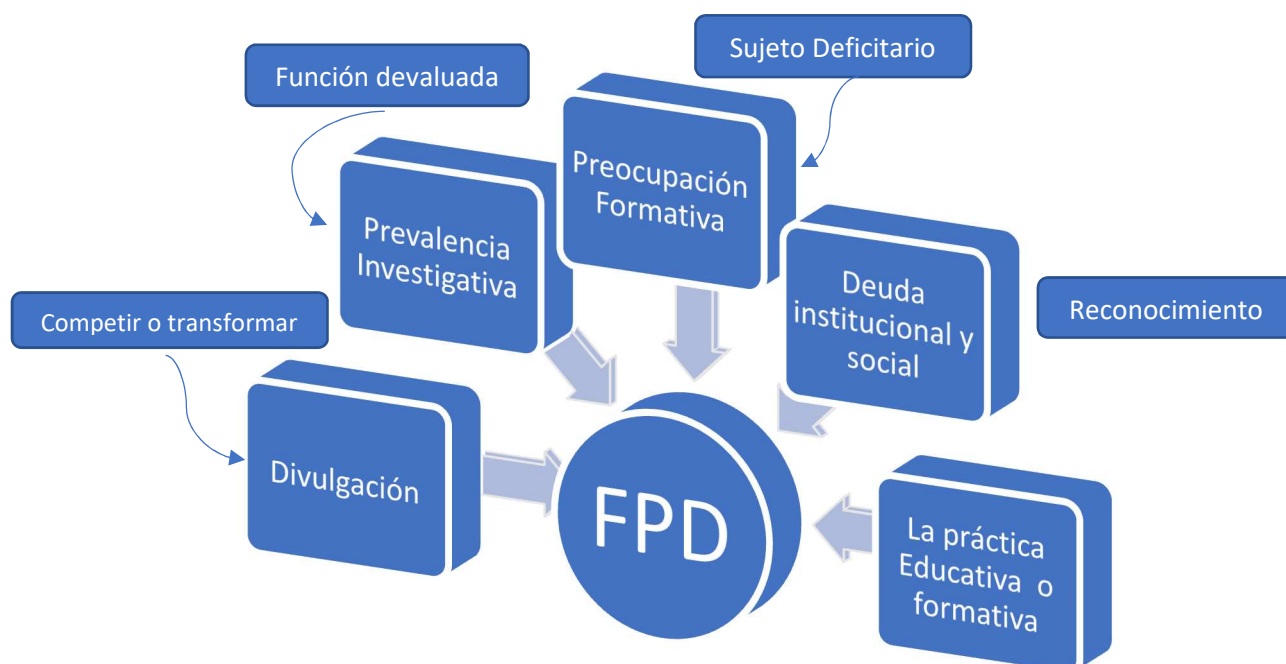 Sujeto Deficitario
Función devaluada
Preocupación
Formativa
Prevalencia
Investigativa
Deuda
institucional y
social
Reconocimiento
Competir o transformar
Divulgación
FPD
La práctica
Educativa o
formativa